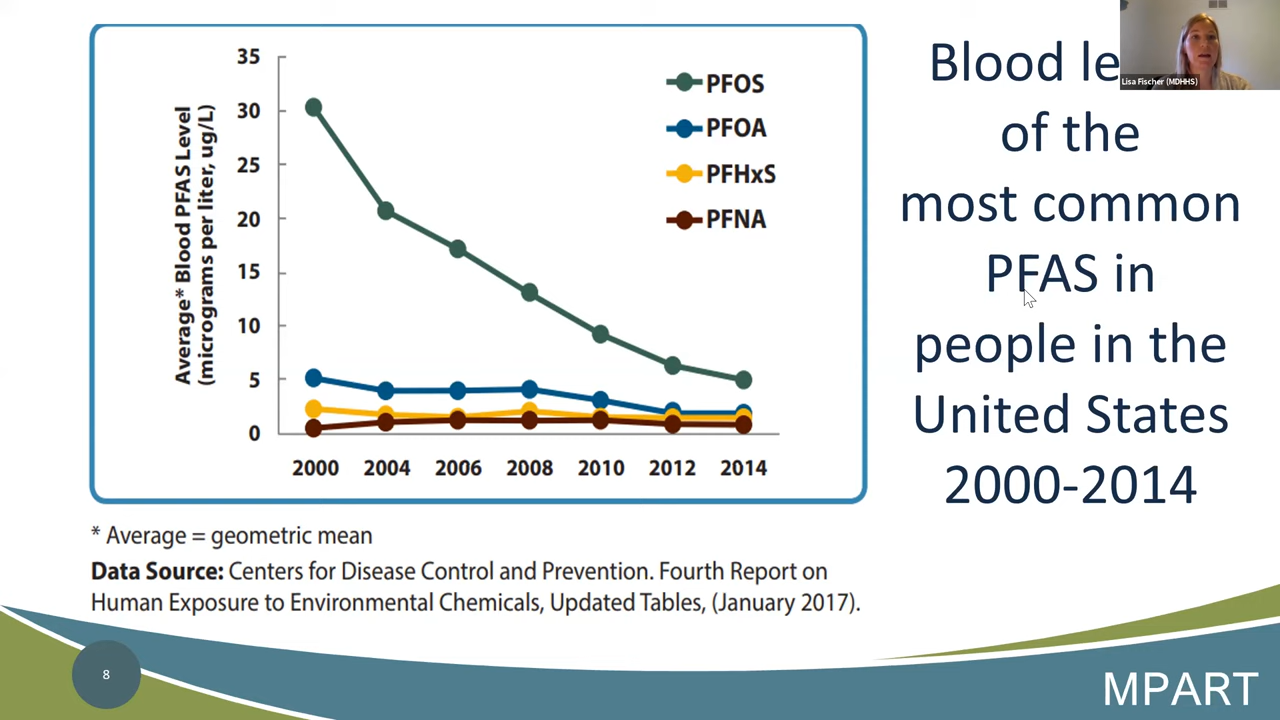 35
30
25
20
15
10
5
0
Average* Blood PFAS Level
(micrograms per liter, ug/L)
PFOS
PFOA
PFHxS
PFNA
2000 2004 2006 2008 2010 2012 2014
* Average = geometric mean
Data Source: Centers for Disease Control and Prevention. Fourth Report on
Human Exposure to Environmental Chemicals, Updated Tables, (January 2017).
Blood le
of the
most common
PFAS in
people in the
United States
2000-2014
Lisa Fischer (MDHHS)
8
MPART